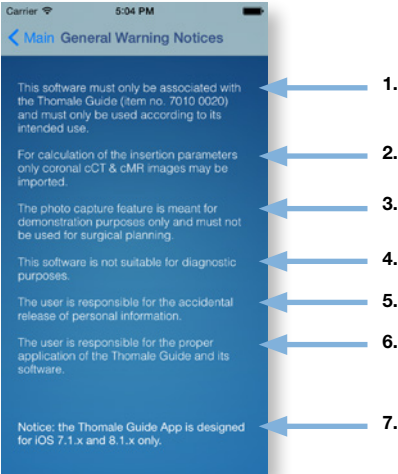 Carrier 5:04 PM
Main General Warning Notices
This software must only be associated with
the Thomale Guide (item no. 7010 0020)
and must only be used according to its
intended use.
1.
For calculation of the insertion parameters
only coronal cCT & cMR images may be
imported.
2.
The photo capture feature is meant for
demonstration purposes only and must not
be used for surgical planning.
3.
This software is not suitable for diagnostic
purposes.
4.
The user is responsible for the accidental
release of personal information.
5.
The user is responsible for the proper
application of the Thomale Guide and its
software.
6.
Notice: the Thomale Guide App is designed
for iOS 7.1.x and 8.1.x only.
7.